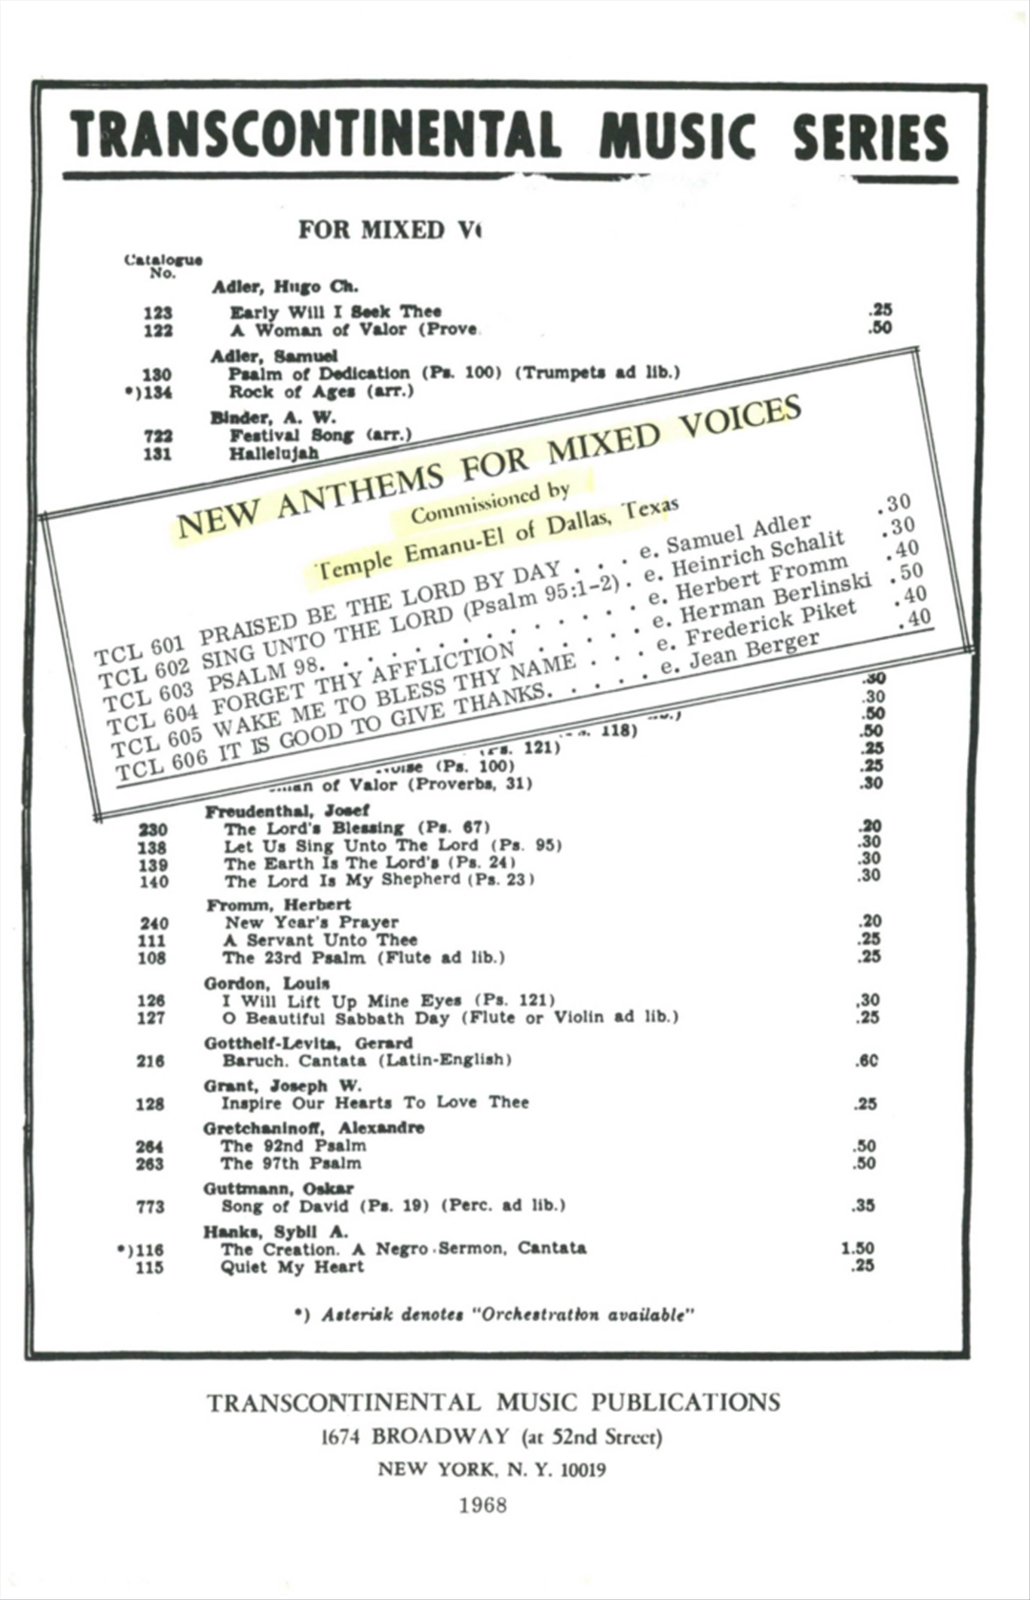 TRANSCONTINENTAL MUSIC SERIES
FOR MIXED
Catalogue
No.
Adler, Hugo Ch.
123 Early Will I Seek Thee .25
122 A Woman of Valor (Prove .50
Adler, Samuel
130 Psalm of Dedication (Ps. 100) (Trumpets ad lib.)
*)134 Rock of Ages (arr.)
Binder, A. W.
722 Festival Song (arr.)
131 Hallelujah
NEW ANTHEMS FOR MIXED VOICES
Commissioned by
Temple Emanu-El of Dallas, Texas
TCL 601 PRAISED BE THE LORD BY DAY . . . e. Samuel Adler .30
TCL 602 SING UNTO THE LORD (Psalm 95:1-2) . e. Heinrich Schalit .30
TCL 603 PSALM 98. . . . . . . . . . . . . e. Herbert Fromm .40
TCL 604 FORGET THY AFFLICTION . . . . . e. Herman Berlinski .50
TCL 605 WAKE ME TO BLESS THY NAME . . . e. Frederick Piket .40
TCL 606 IT IS GOOD TO GIVE THANKS. . . . . e. Jean Berger .40
.30
.30
.50
118) .50
121) .25
(Ps. 100) .25
of Valor (Proverbs, 31) .30
Freudenthal, Josef
230 The Lord's Blessing (Ps. 67) .20
138 Let Us Sing Unto The Lord (Ps. 95) .30
139 The Earth Is The Lord's (Ps. 24) .30
140 The Lord Is My Shepherd (Ps. 23) .30
Fromm, Herbert
240 New Year's Prayer .20
111 A Servant Unto Thee .25
108 The 23rd Psalm (Flute ad lib.) .25
Gordon, Louis
126 I Will Lift Up Mine Eyes (Ps. 121) .30
127 O Beautiful Sabbath Day (Flute or Violin ad lib.) .25
Gotthelf-Levita, Gerard
216 Baruch. Cantata (Latin-English) .60
Grant, Joseph W.
128 Inspire Our Hearts To Love Thee .25
Gretchaninoff, Alexandre
264 The 92nd Psalm .50
263 The 97th Psalm .50
Guttmann, Oskar
773 Song of David (Ps. 19) (Perc. ad lib.) .35
Hanks, Sybil A.
*)116 The Creation. A Negro Sermon, Cantata 1.50
115 Quiet My Heart .25
*) Asterisk denotes "Orchestration available"
TRANSCONTINENTAL MUSIC PUBLICATIONS
1674 BROADWAY (at 52nd Street)
NEW YORK, N. Y. 10019
1968